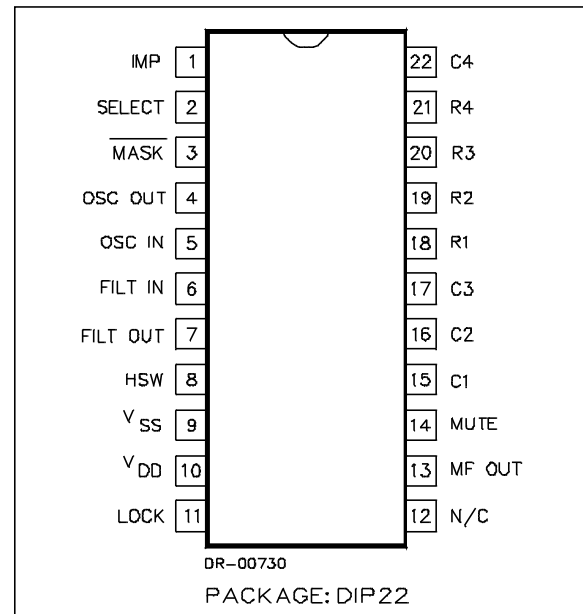 IMP 1 22 C4
SELECT 2 21 R4
MASK 3 20 R3
OSC OUT 4 19 R2
OSC IN 5 18 R1
FILT IN 6 17 C3
FILT OUT 7 16 C2
HSW 8 15 C1
VSS 9 14 MUTE
VDD 10 13 MF OUT
LOCK 11 12 N/C
DR-00730
PACKAGE: DIP22